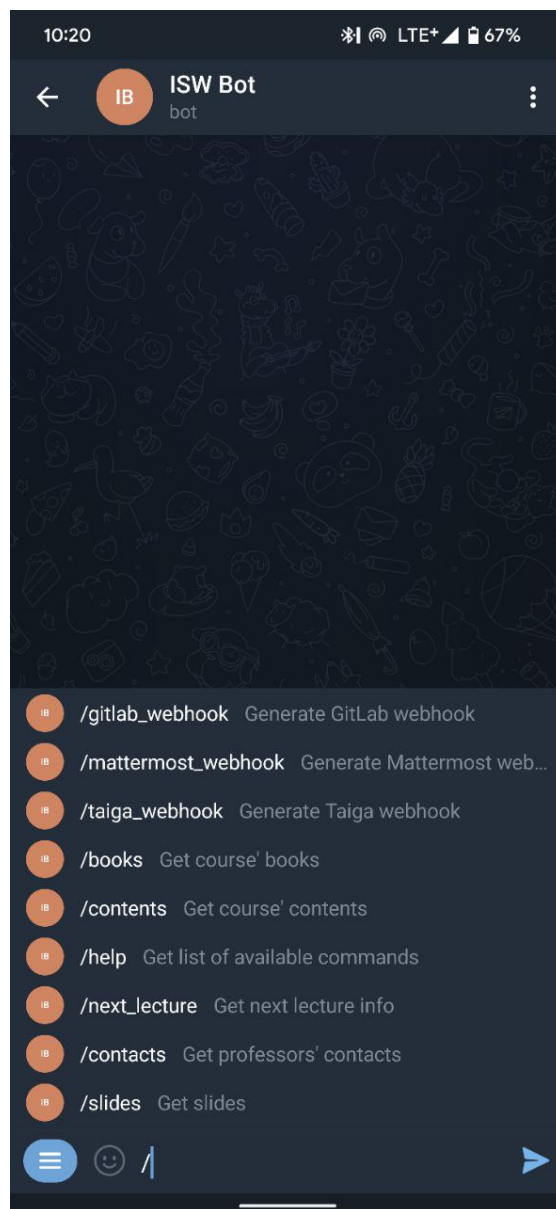 10:20 LTE+ 67%
IB ISW Bot
bot
IB /gitlab_webhook Generate GitLab webhook
IB /mattermost_webhook Generate Mattermost web...
IB /taiga_webhook Generate Taiga webhook
IB /books Get course' books
IB /contents Get course' contents
IB /help Get list of available commands
IB /next_lecture Get next lecture info
IB /contacts Get professors' contacts
IB /slides Get slides
/